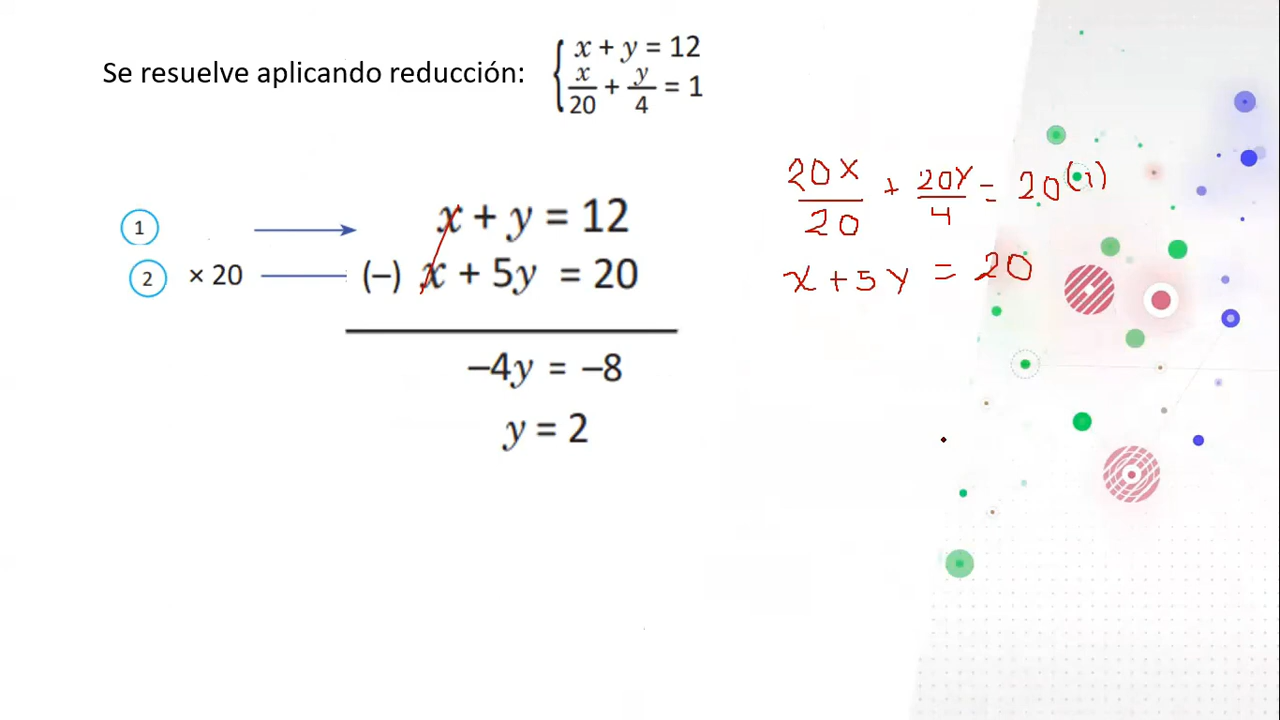 Se resuelve aplicando reducción: { x + y = 12
x/20 + y/4 = 1
1 x + y = 12
2 × 20 (–) x + 5y = 20
–4y = –8
y = 2
20x/20 + 20y/4 = 20(1)
x + 5y = 20